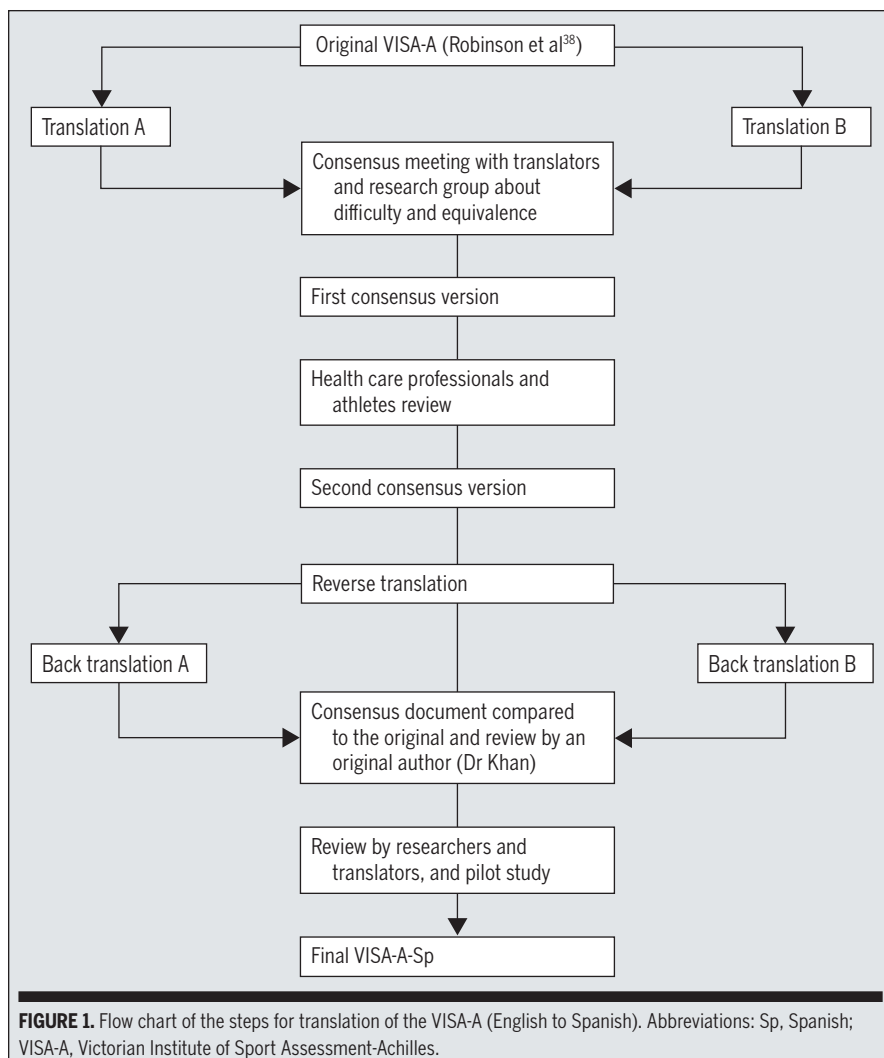 Original VISA-A (Robinson et al38)
Translation A
Translation B
Consensus meeting with translators
and research group about
difficulty and equivalence
First consensus version
Health care professionals and
athletes review
Second consensus version
Reverse translation
Back translation A
Back translation B
Consensus document compared
to the original and review by an
original author (Dr Khan)
Review by researchers and
translators, and pilot study
Final VISA-A-Sp
FIGURE 1. Flow chart of the steps for translation of the VISA-A (English to Spanish). Abbreviations: Sp, Spanish;
VISA-A, Victorian Institute of Sport Assessment-Achilles.